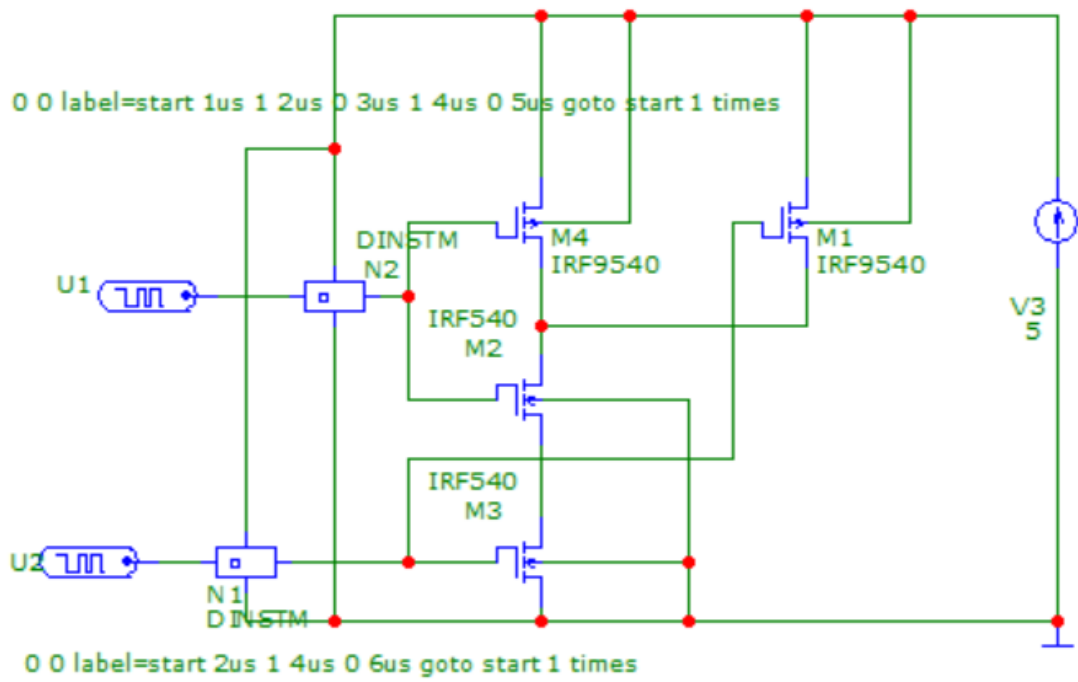 0 0 label=start 1us 1 2us 0 3us 1 4us 0 5us goto start 1 times
DINSTM
N2
M4
IRF9540
M1
IRF9540
U1
V3
5
IRF540
M2
IRF540
M3
U2
N1
DINSTM
0 0 label=start 2us 1 4us 0 6us goto start 1 times